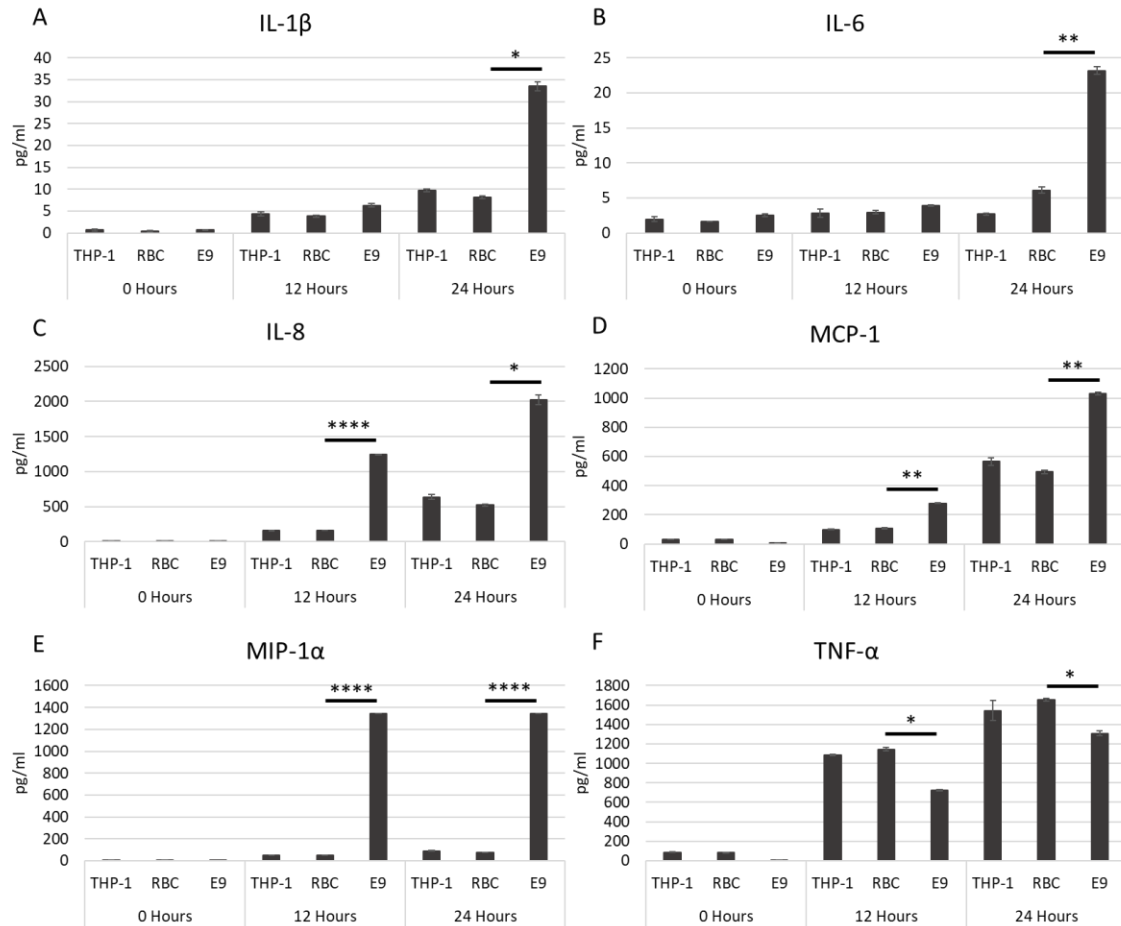 A
IL-1β
*
40
35
30
25
20
15
10
5
0
pg/ml
THP-1 RBC E9 THP-1 RBC E9 THP-1 RBC E9
0 Hours 12 Hours 24 Hours
B
IL-6
**
25
20
15
10
5
0
pg/ml
THP-1 RBC E9 THP-1 RBC E9 THP-1 RBC E9
0 Hours 12 Hours 24 Hours
C
IL-8
*
****
2500
2000
1500
1000
500
0
pg/ml
THP-1 RBC E9 THP-1 RBC E9 THP-1 RBC E9
0 Hours 12 Hours 24 Hours
D
MCP-1
**
**
1200
1000
800
600
400
200
0
pg/ml
THP-1 RBC E9 THP-1 RBC E9 THP-1 RBC E9
0 Hours 12 Hours 24 Hours
E
MIP-1α
**** ****
1600
1400
1200
1000
800
600
400
200
0
pg/ml
THP-1 RBC E9 THP-1 RBC E9 THP-1 RBC E9
0 Hours 12 Hours 24 Hours
F
TNF-α
*
*
1800
1600
1400
1200
1000
800
600
400
200
0
pg/ml
THP-1 RBC E9 THP-1 RBC E9 THP-1 RBC E9
0 Hours 12 Hours 24 Hours